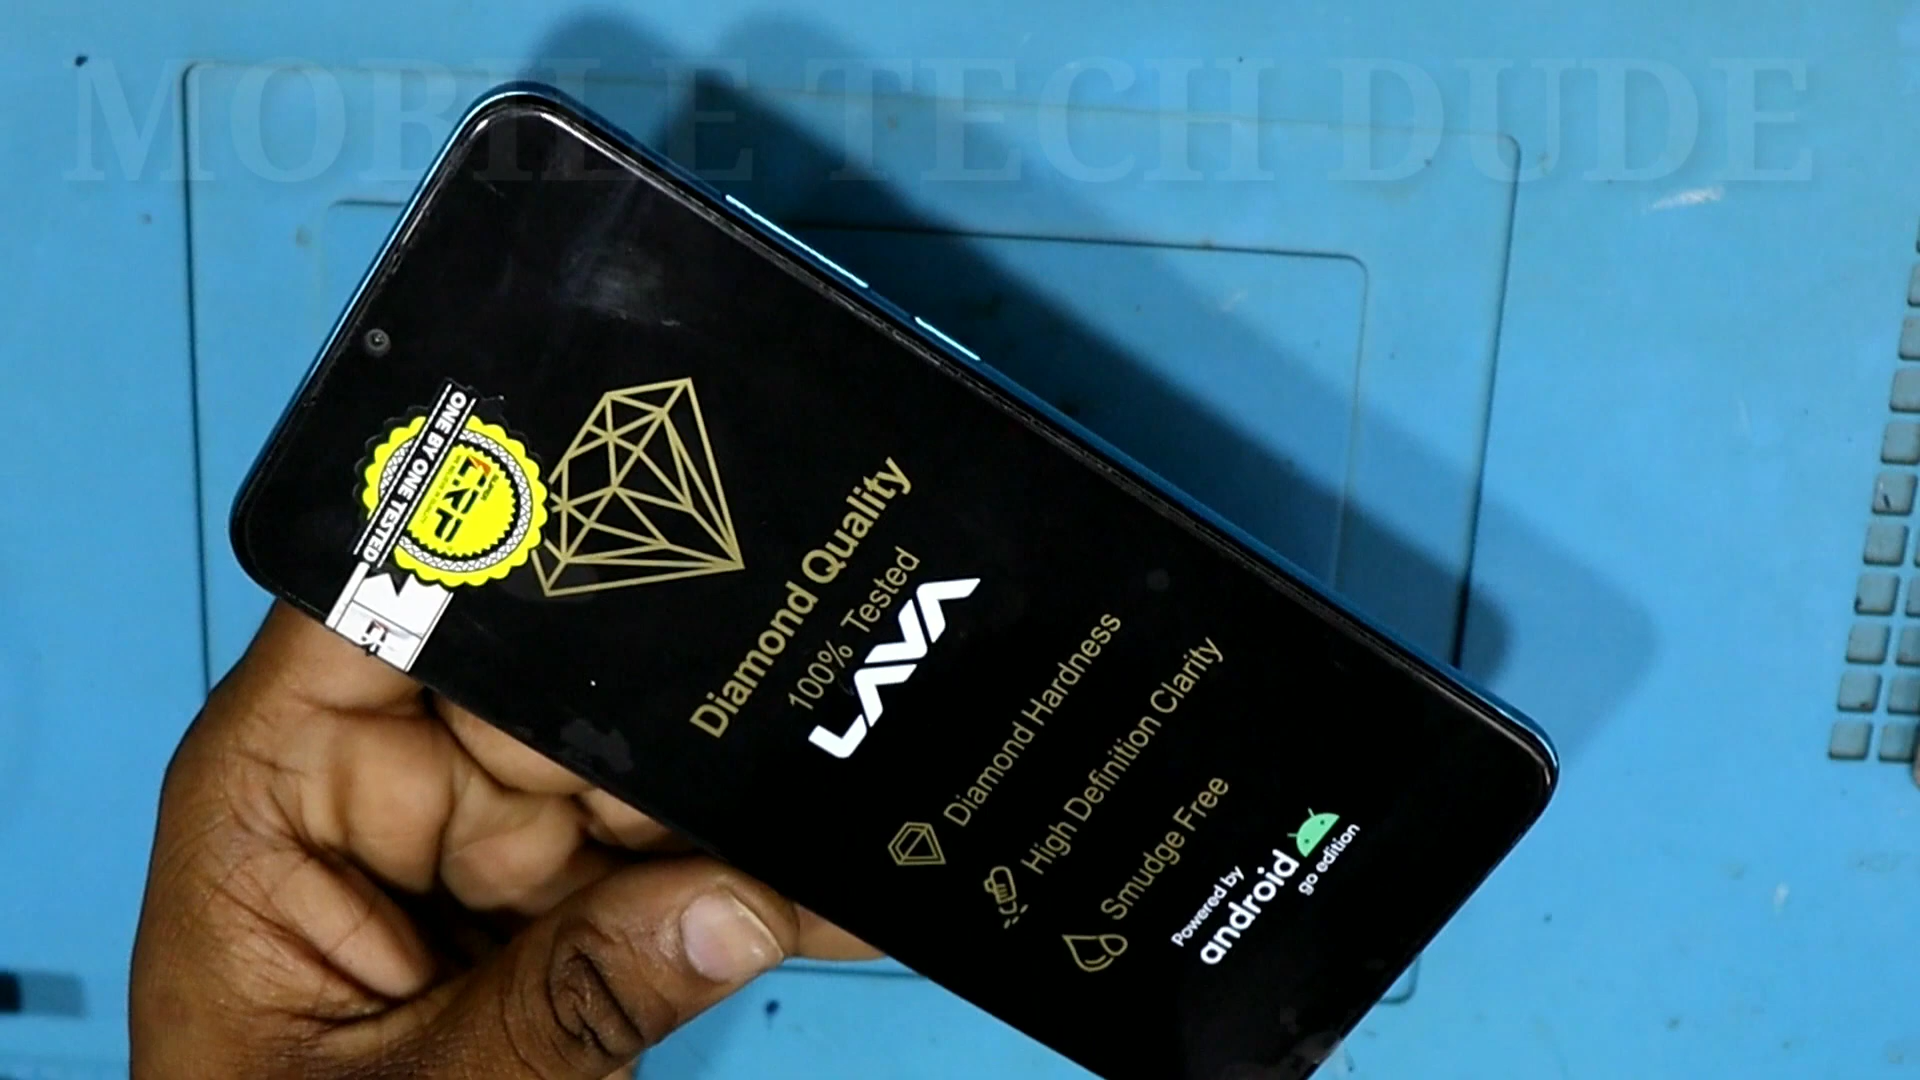 MOBILE TECH DUDE
ONE BY ONE TESTED
Diamond Quality
100% Tested
LAVA
Diamond Hardness
High Definition Clarity
Smudge Free
Powered by
android
go edition